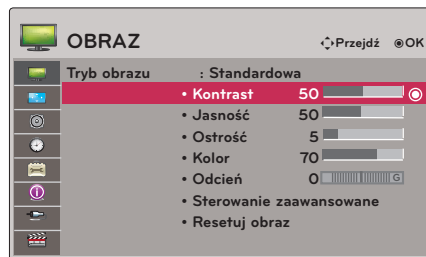 OBRAZ Przejdź OK
Tryb obrazu : Standardowa
• Kontrast 50
• Jasność 50
• Ostrość 5
• Kolor 70
• Odcień 0 G
• Sterowanie zaawansowane
• Resetuj obraz